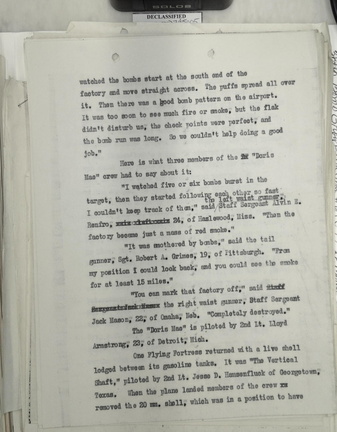 DECLASSIFIED
watched the bombs start at the south end of the
factory and move straight across. The puffs spread all over
it. Then there was a good bomb pattern on the airport.
It was too soon to see much fire or smoke, but the flak
didn't disturb us, the check points were perfect, and
the bomb run was long. So we couldn't help doing a good
job."
Here is what three members of the "Doris
Mae" crew had to say about it:
"I watched five or six bombs burst in the
target, then they started following each other so fast
the left waist gunner,
I couldn't keep track of them," said Staff Sergeant Alvin E.
Renfro, 24, of Hazlewood, Miss. "Then the
factory became just a mass of red smoke."
"It was smothered by bombs," said the tail
gunner, Sgt. Robert A. Grimes, 19, of Pittsburgh. "From
my position I could look back, and you could see the smoke
for at least 15 miles."
"You can mark that factory off," said
the right waist gunner, Staff Sergeant
Jack Mason, 22, of Omaha, Neb. "Completely destroyed."
The "Doris Mae" is piloted by 2nd Lt. Lloyd
Armstrong, 23, of Detroit, Mich.
One Flying Fortress returned with a live shell
lodged between its gasoline tanks. It was "The Vertical
Shaft," piloted by 2nd Lt. Jesse D. of Georgetown,
Texas. When the plane landed members of the crew
removed the 20 mm. shell, which was in a position to have